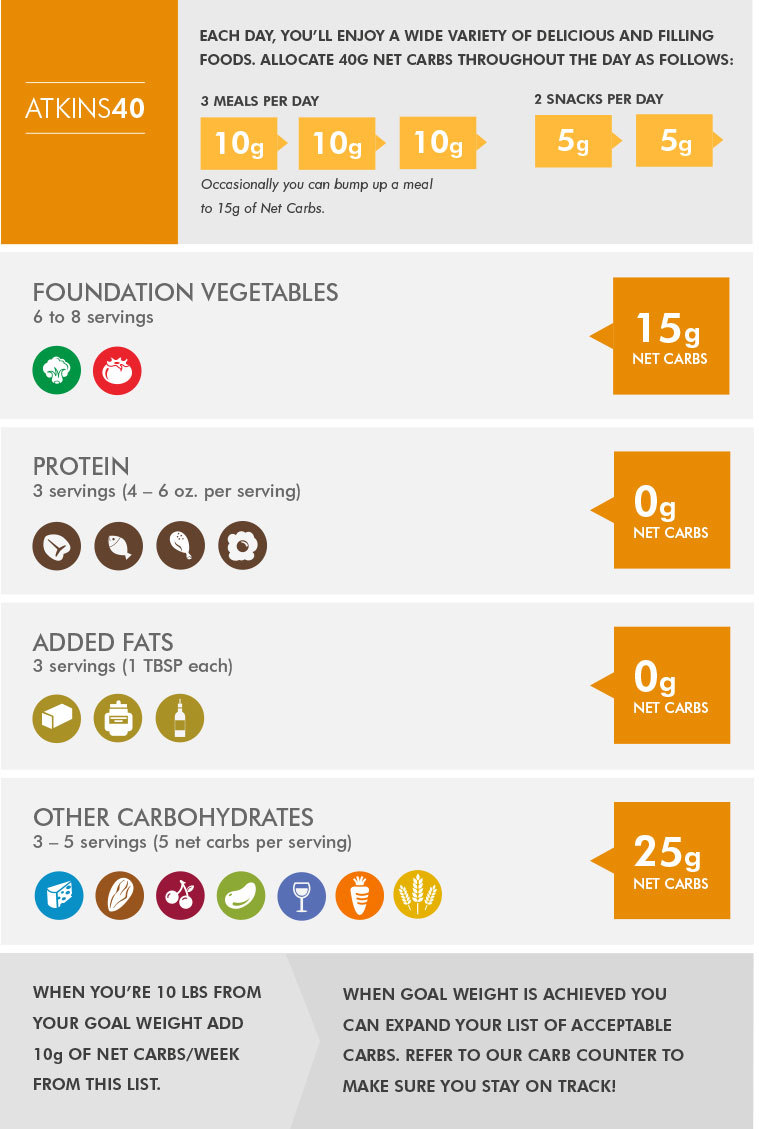 ATKINS40
EACH DAY, YOU'LL ENJOY A WIDE VARIETY OF DELICIOUS AND FILLING
FOODS. ALLOCATE 40G NET CARBS THROUGHOUT THE DAY AS FOLLOWS:
3 MEALS PER DAY
10g 10g 10g
Occasionally you can bump up a meal
to 15g of Net Carbs.
2 SNACKS PER DAY
5g 5g
FOUNDATION VEGETABLES
6 to 8 servings
15g
NET CARBS
PROTEIN
3 servings (4 – 6 oz. per serving)
0g
NET CARBS
ADDED FATS
3 servings (1 TBSP each)
0g
NET CARBS
OTHER CARBOHYDRATES
3 – 5 servings (5 net carbs per serving)
25g
NET CARBS
WHEN YOU'RE 10 LBS FROM
YOUR GOAL WEIGHT ADD
10g OF NET CARBS/WEEK
FROM THIS LIST.
WHEN GOAL WEIGHT IS ACHIEVED YOU
CAN EXPAND YOUR LIST OF ACCEPTABLE
CARBS. REFER TO OUR CARB COUNTER TO
MAKE SURE YOU STAY ON TRACK!